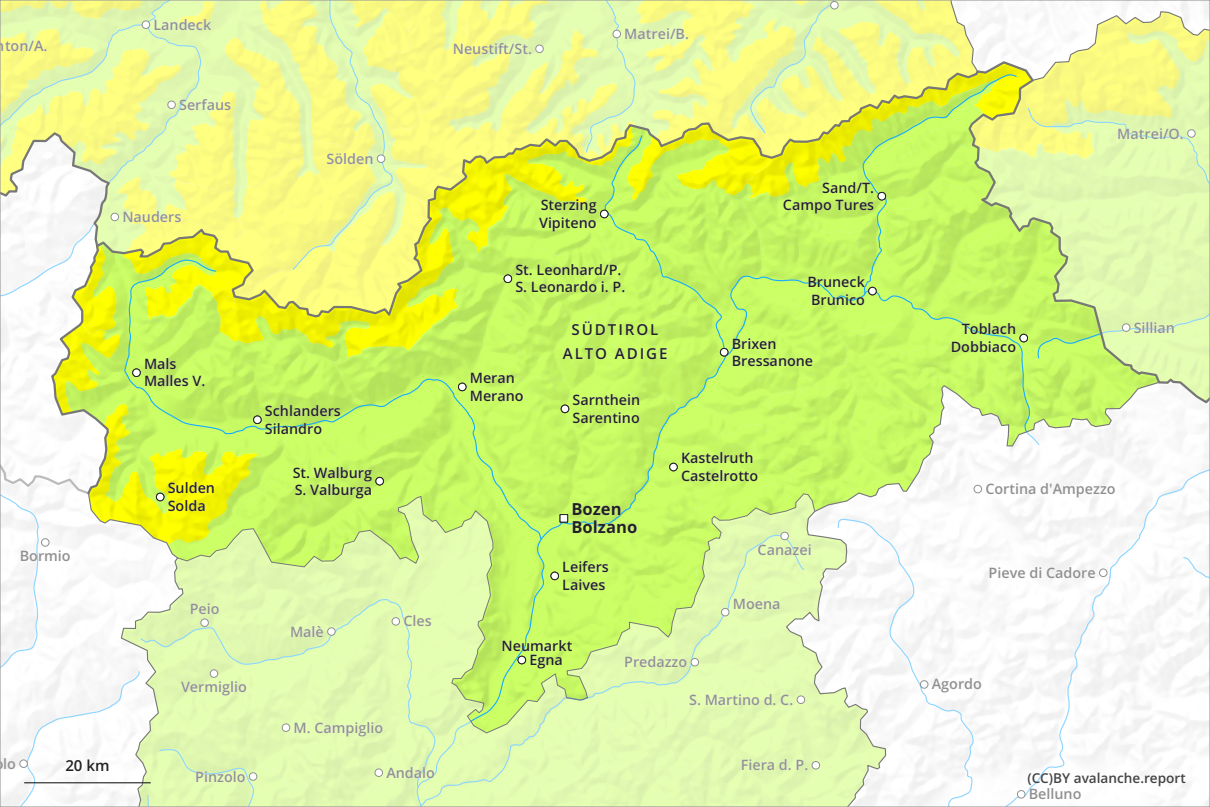 Landeck
Matrei/B.
Neustift/St.
nton/A.
Serfaus
Matrei/O.
Sölden
Sand/T.
Campo Tures
Nauders
Sterzing
Vipiteno
St. Leonhard/P.
S. Leonardo i. P.
Bruneck
Brunico
SÜDTIROL
ALTO ADIGE
Toblach
Dobbiaco
Sillian
Brixen
Bressanone
Mals
Malles V.
Meran
Merano
Schlanders
Silandro
Sarnthein
Sarentino
Kastelruth
Castelrotto
St. Walburg
S. Valburga
Sulden
Solda
Cortina d'Ampezzo
Bozen
Bolzano
Bormio
Canazei
Leifers
Laives
Pieve di Cadore
Peio
Moena
Cles
Malè
Neumarkt
Egna
Predazzo
Vermiglio
Agordo
S. Martino d. C.
M. Campiglio
olo
20 km
Pinzolo
Andalo
Fiera d. P.
(CC)BY avalanche.report
Belluno